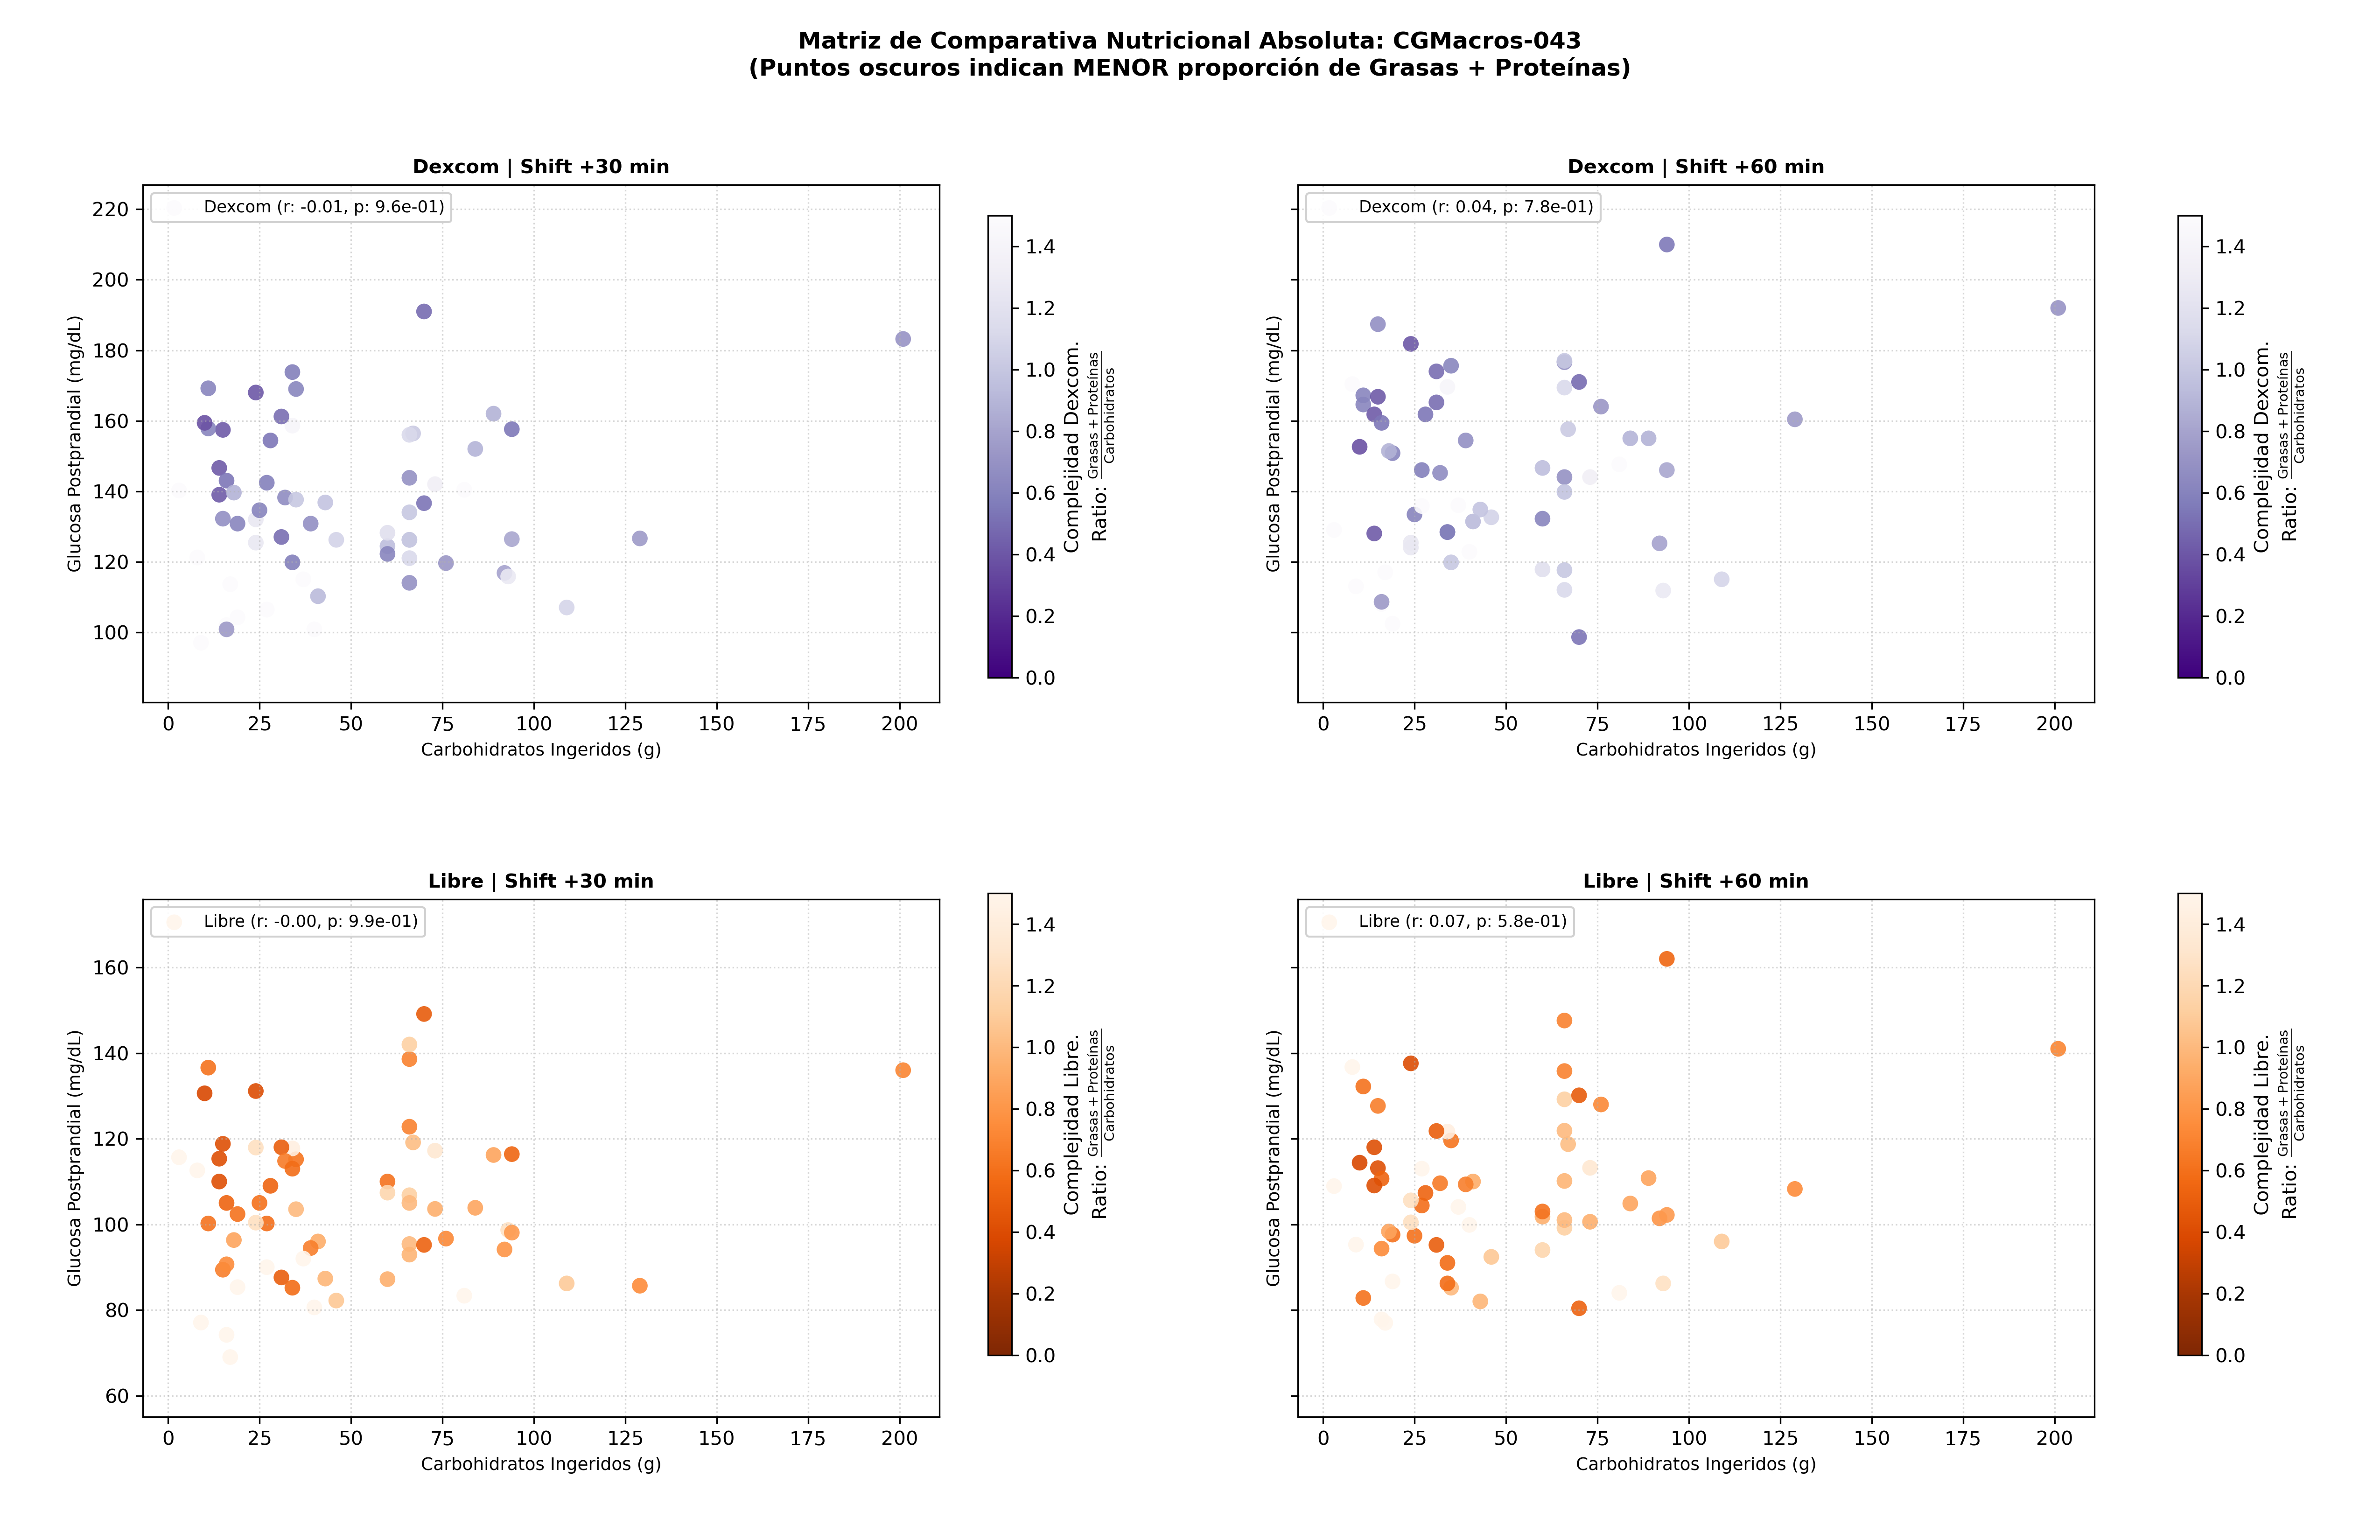 Matriz de Comparativa Nutricional Absoluta: CGMacros-043
(Puntos oscuros indican MENOR proporción de Grasas + Proteínas)
Dexcom | Shift +30 min
Dexcom (r: -0.01, p: 9.6e-01)
Glucosa Postprandial (mg/dL)
220
200
180
160
140
120
100
0 25 50 75 100 125 150 175 200
Carbohidratos Ingeridos (g)
1.4
1.2
1.0
0.8
0.6
0.4
0.2
0.0
Complejidad Dexcom.
Ratio: Grasas + Proteínas
Carbohidratos
Dexcom | Shift +60 min
Dexcom (r: 0.04, p: 7.8e-01)
Glucosa Postprandial (mg/dL)
0 25 50 75 100 125 150 175 200
Carbohidratos Ingeridos (g)
1.4
1.2
1.0
0.8
0.6
0.4
0.2
0.0
Complejidad Dexcom.
Ratio: Grasas + Proteínas
Carbohidratos
Libre | Shift +30 min
Libre (r: -0.00, p: 9.9e-01)
Glucosa Postprandial (mg/dL)
160
140
120
100
80
60
0 25 50 75 100 125 150 175 200
Carbohidratos Ingeridos (g)
1.4
1.2
1.0
0.8
0.6
0.4
0.2
0.0
Complejidad Libre.
Ratio: Grasas + Proteínas
Carbohidratos
Libre | Shift +60 min
Libre (r: 0.07, p: 5.8e-01)
Glucosa Postprandial (mg/dL)
0 25 50 75 100 125 150 175 200
Carbohidratos Ingeridos (g)
1.4
1.2
1.0
0.8
0.6
0.4
0.2
0.0
Complejidad Libre.
Ratio: Grasas + Proteínas
Carbohidratos